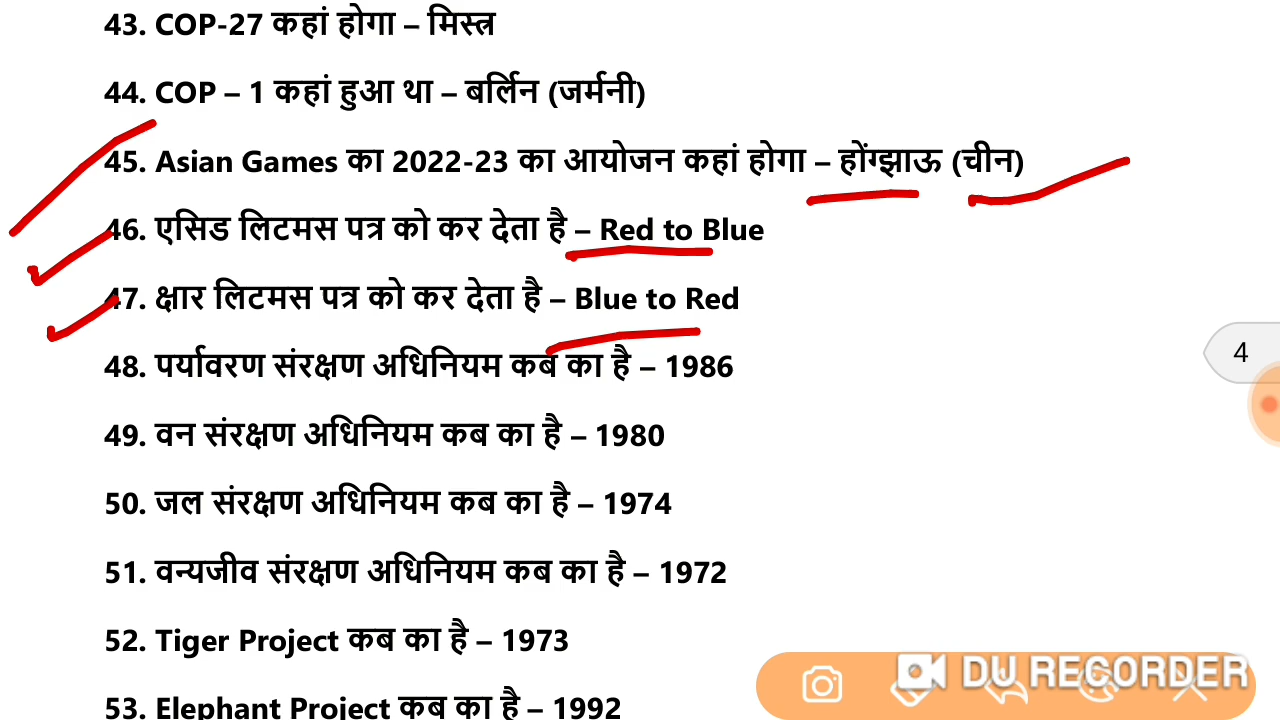 43. COP-27 कहां होगा – मिस्त्र
44. COP – 1 कहां हुआ था – बर्लिन (जर्मनी)
45. Asian Games का 2022-23 का आयोजन कहां होगा – होंग्झाऊ (चीन)
46. एसिड लिटमस पत्र को कर देता है – Red to Blue
47. क्षार लिटमस पत्र को कर देता है – Blue to Red
48. पर्यावरण संरक्षण अधिनियम कब का है – 1986
4
49. वन संरक्षण अधिनियम कब का है – 1980
50. जल संरक्षण अधिनियम कब का है – 1974
51. वन्यजीव संरक्षण अधिनियम कब का है – 1972
52. Tiger Project कब का है – 1973
DU RECORDER
53. Elephant Project कब का है – 1992